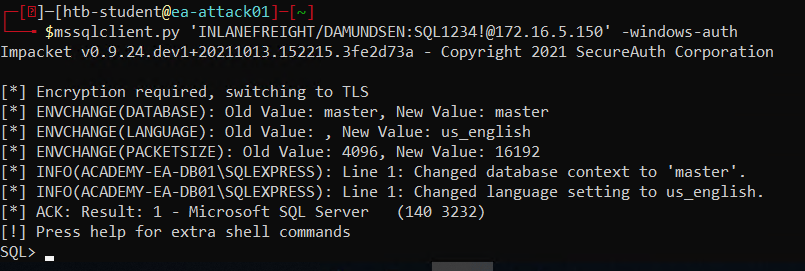 [htb-student@ea-attack01]-[~]
$mssqlclient.py 'INLANEFREIGHT/DAMUNDSEN:SQL1234!@172.16.5.150' -windows-auth
Impacket v0.9.24.dev1+20211013.152215.3fe2d73a - Copyright 2021 SecureAuth Corporation
[*] Encryption required, switching to TLS
[*] ENVCHANGE(DATABASE): Old Value: master, New Value: master
[*] ENVCHANGE(LANGUAGE): Old Value: , New Value: us_english
[*] ENVCHANGE(PACKETSIZE): Old Value: 4096, New Value: 16192
[*] INFO(ACADEMY-EA-DB01\SQLEXPRESS): Line 1: Changed database context to 'master'.
[*] INFO(ACADEMY-EA-DB01\SQLEXPRESS): Line 1: Changed language setting to us_english.
[*] ACK: Result: 1 - Microsoft SQL Server   (140 3232)
[!] Press help for extra shell commands
SQL>